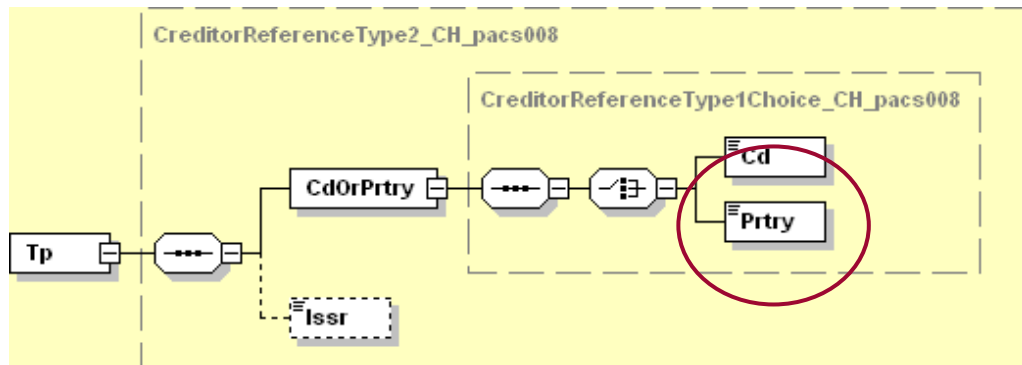 CreditorReferenceType2_CH_pacs008
CreditorReferenceType1Choice_CH_pacs008
Cd
CdOrPrtry
Prtry
Tp
Issr